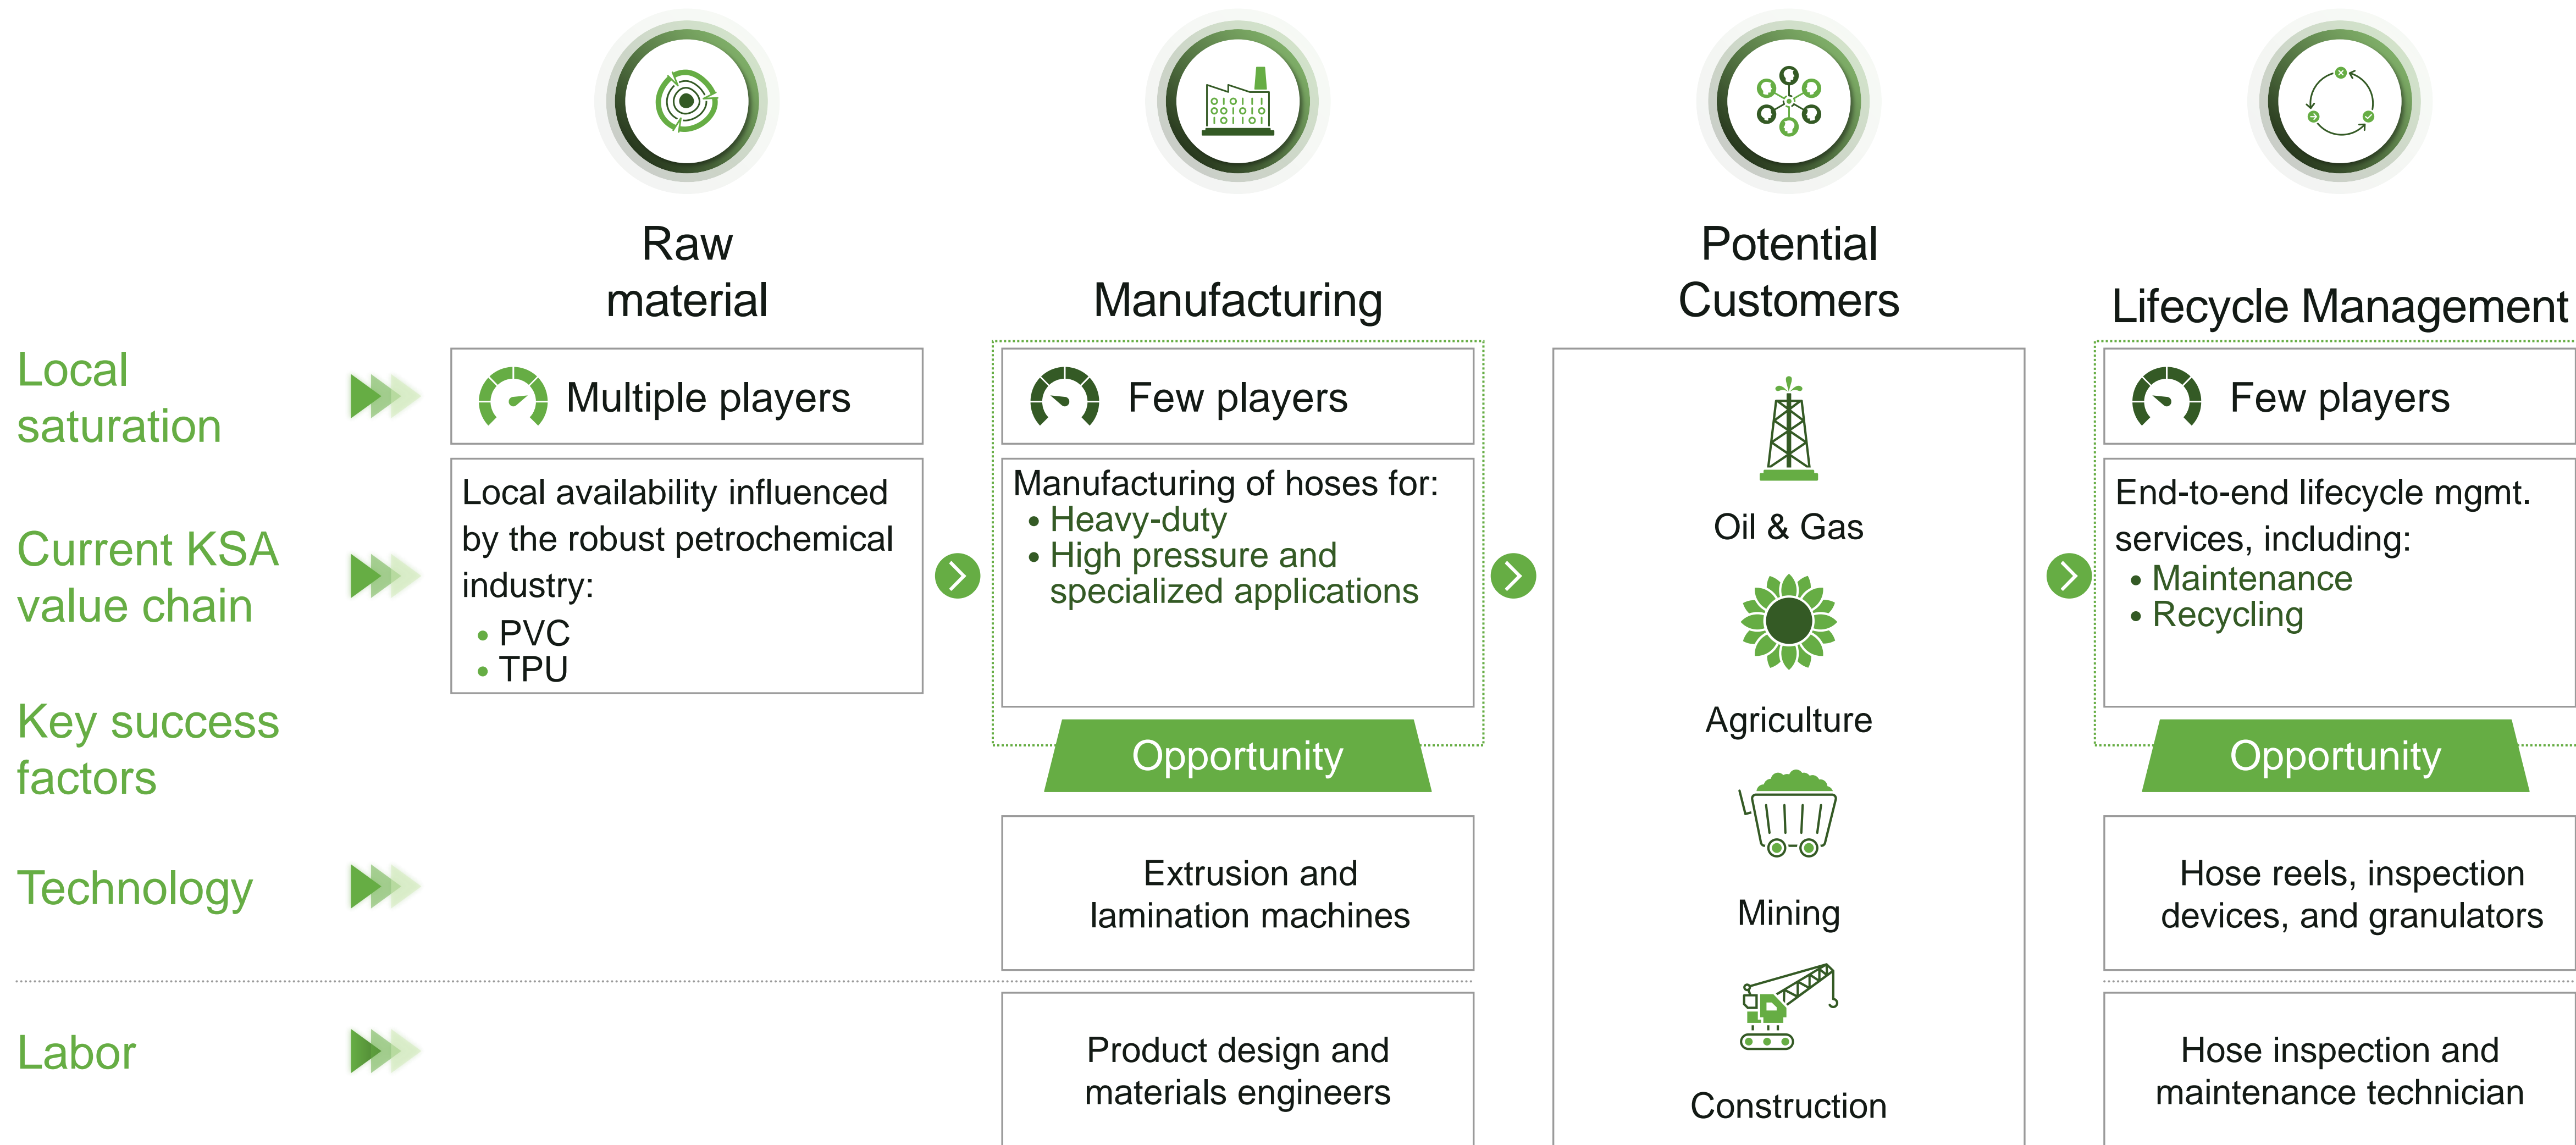 Raw
material
Manufacturing
Potential
Customers
Lifecycle Management
Local
saturation
Multiple players
Few players
Few players
Current KSA
value chain
Local availability influenced
by the robust petrochemical
industry:
• PVC
• TPU
Manufacturing of hoses for:
• Heavy-duty
• High pressure and
specialized applications
Oil & Gas
Agriculture
Mining
Construction
End-to-end lifecycle mgmt.
services, including:
• Maintenance
• Recycling
Key success
factors
Opportunity
Opportunity
Technology
Extrusion and
lamination machines
Hose reels, inspection
devices, and granulators
Labor
Product design and
materials engineers
Hose inspection and
maintenance technician